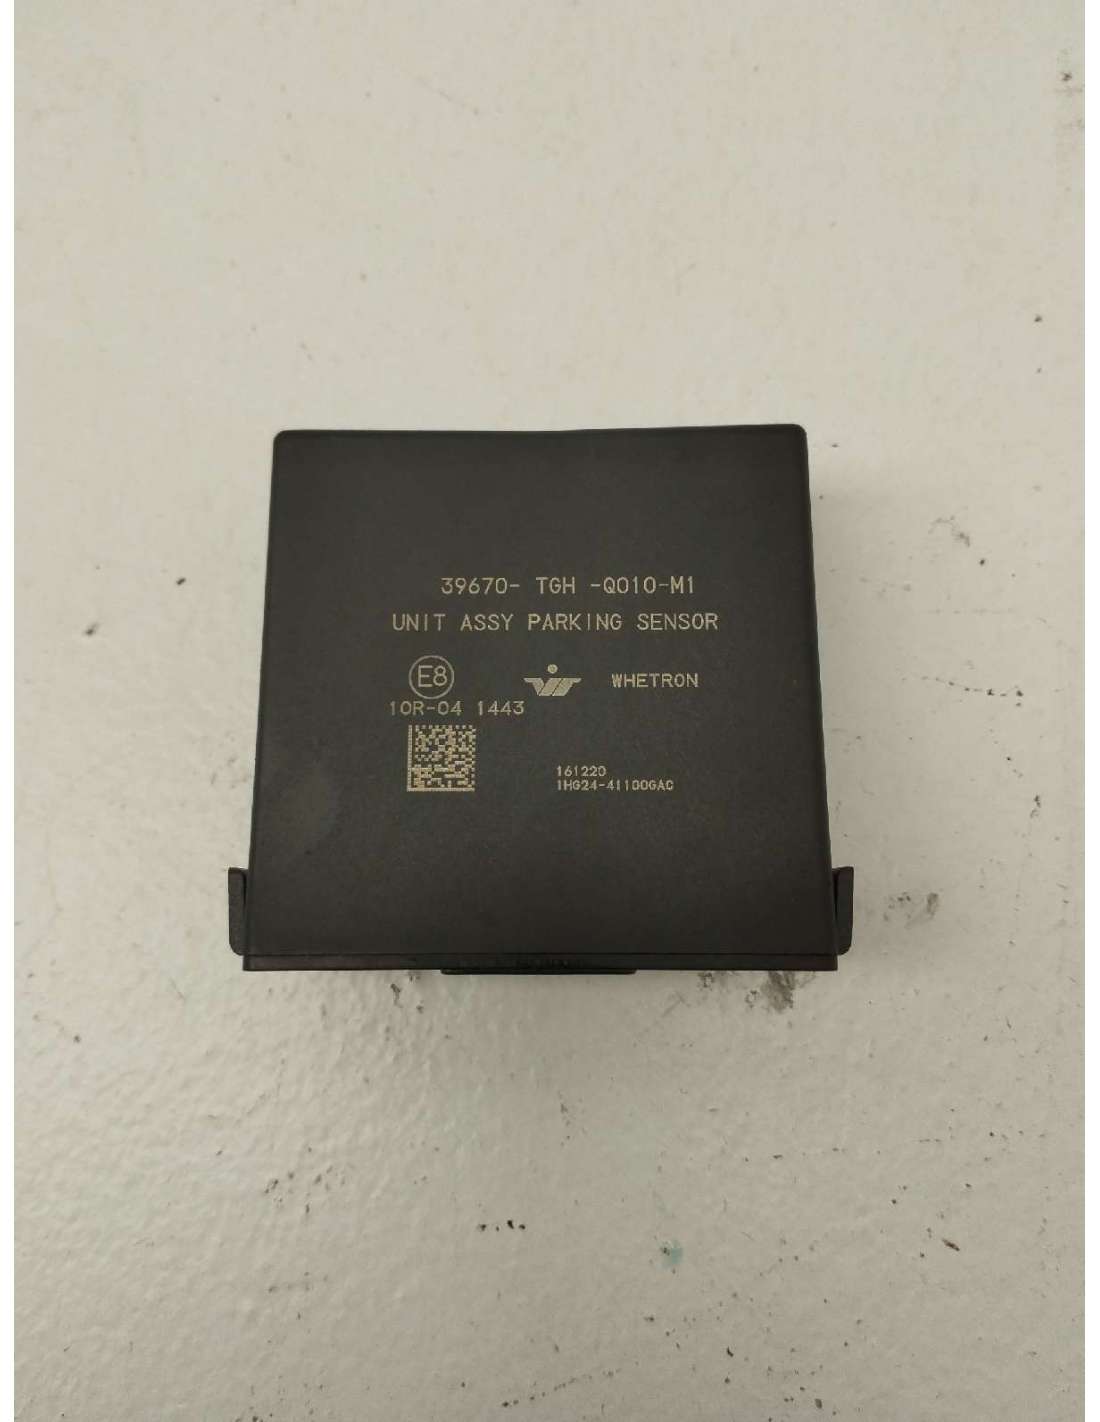 39670- TGH -Q010-M1
UNIT ASSY PARKING SENSOR
E8
WHETRON
10R-04 1443
161220
1HG24-41100GAC